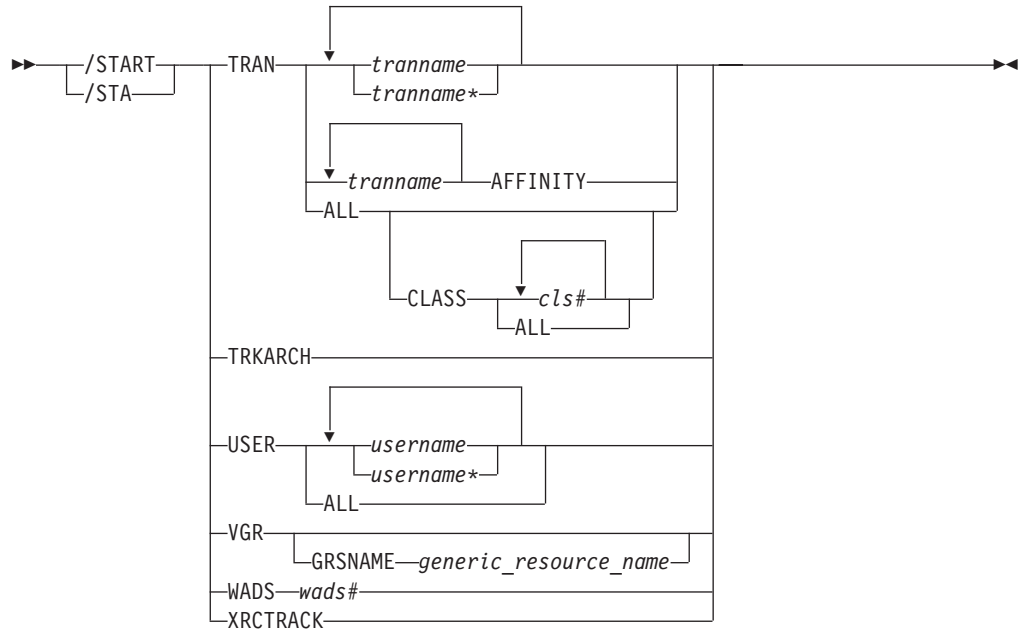 /START TRAN tranname
/STA tranname*
tranname AFFINITY
ALL
CLASS cls#
ALL
TRKARCH
USER username
username*
ALL
VGR
GRSNAME generic_resource_name
WADS wads#
XRCTRACK